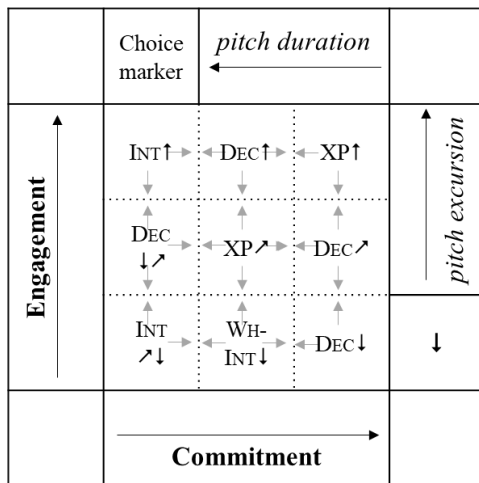 Choice
marker
pitch duration
INT↑ DEC↑ XP↑
DEC
↓↗ XP↗ DEC↗
INT
↗↓ WH-
INT↓ DEC↓
↓
Engagement
pitch excursion
Commitment